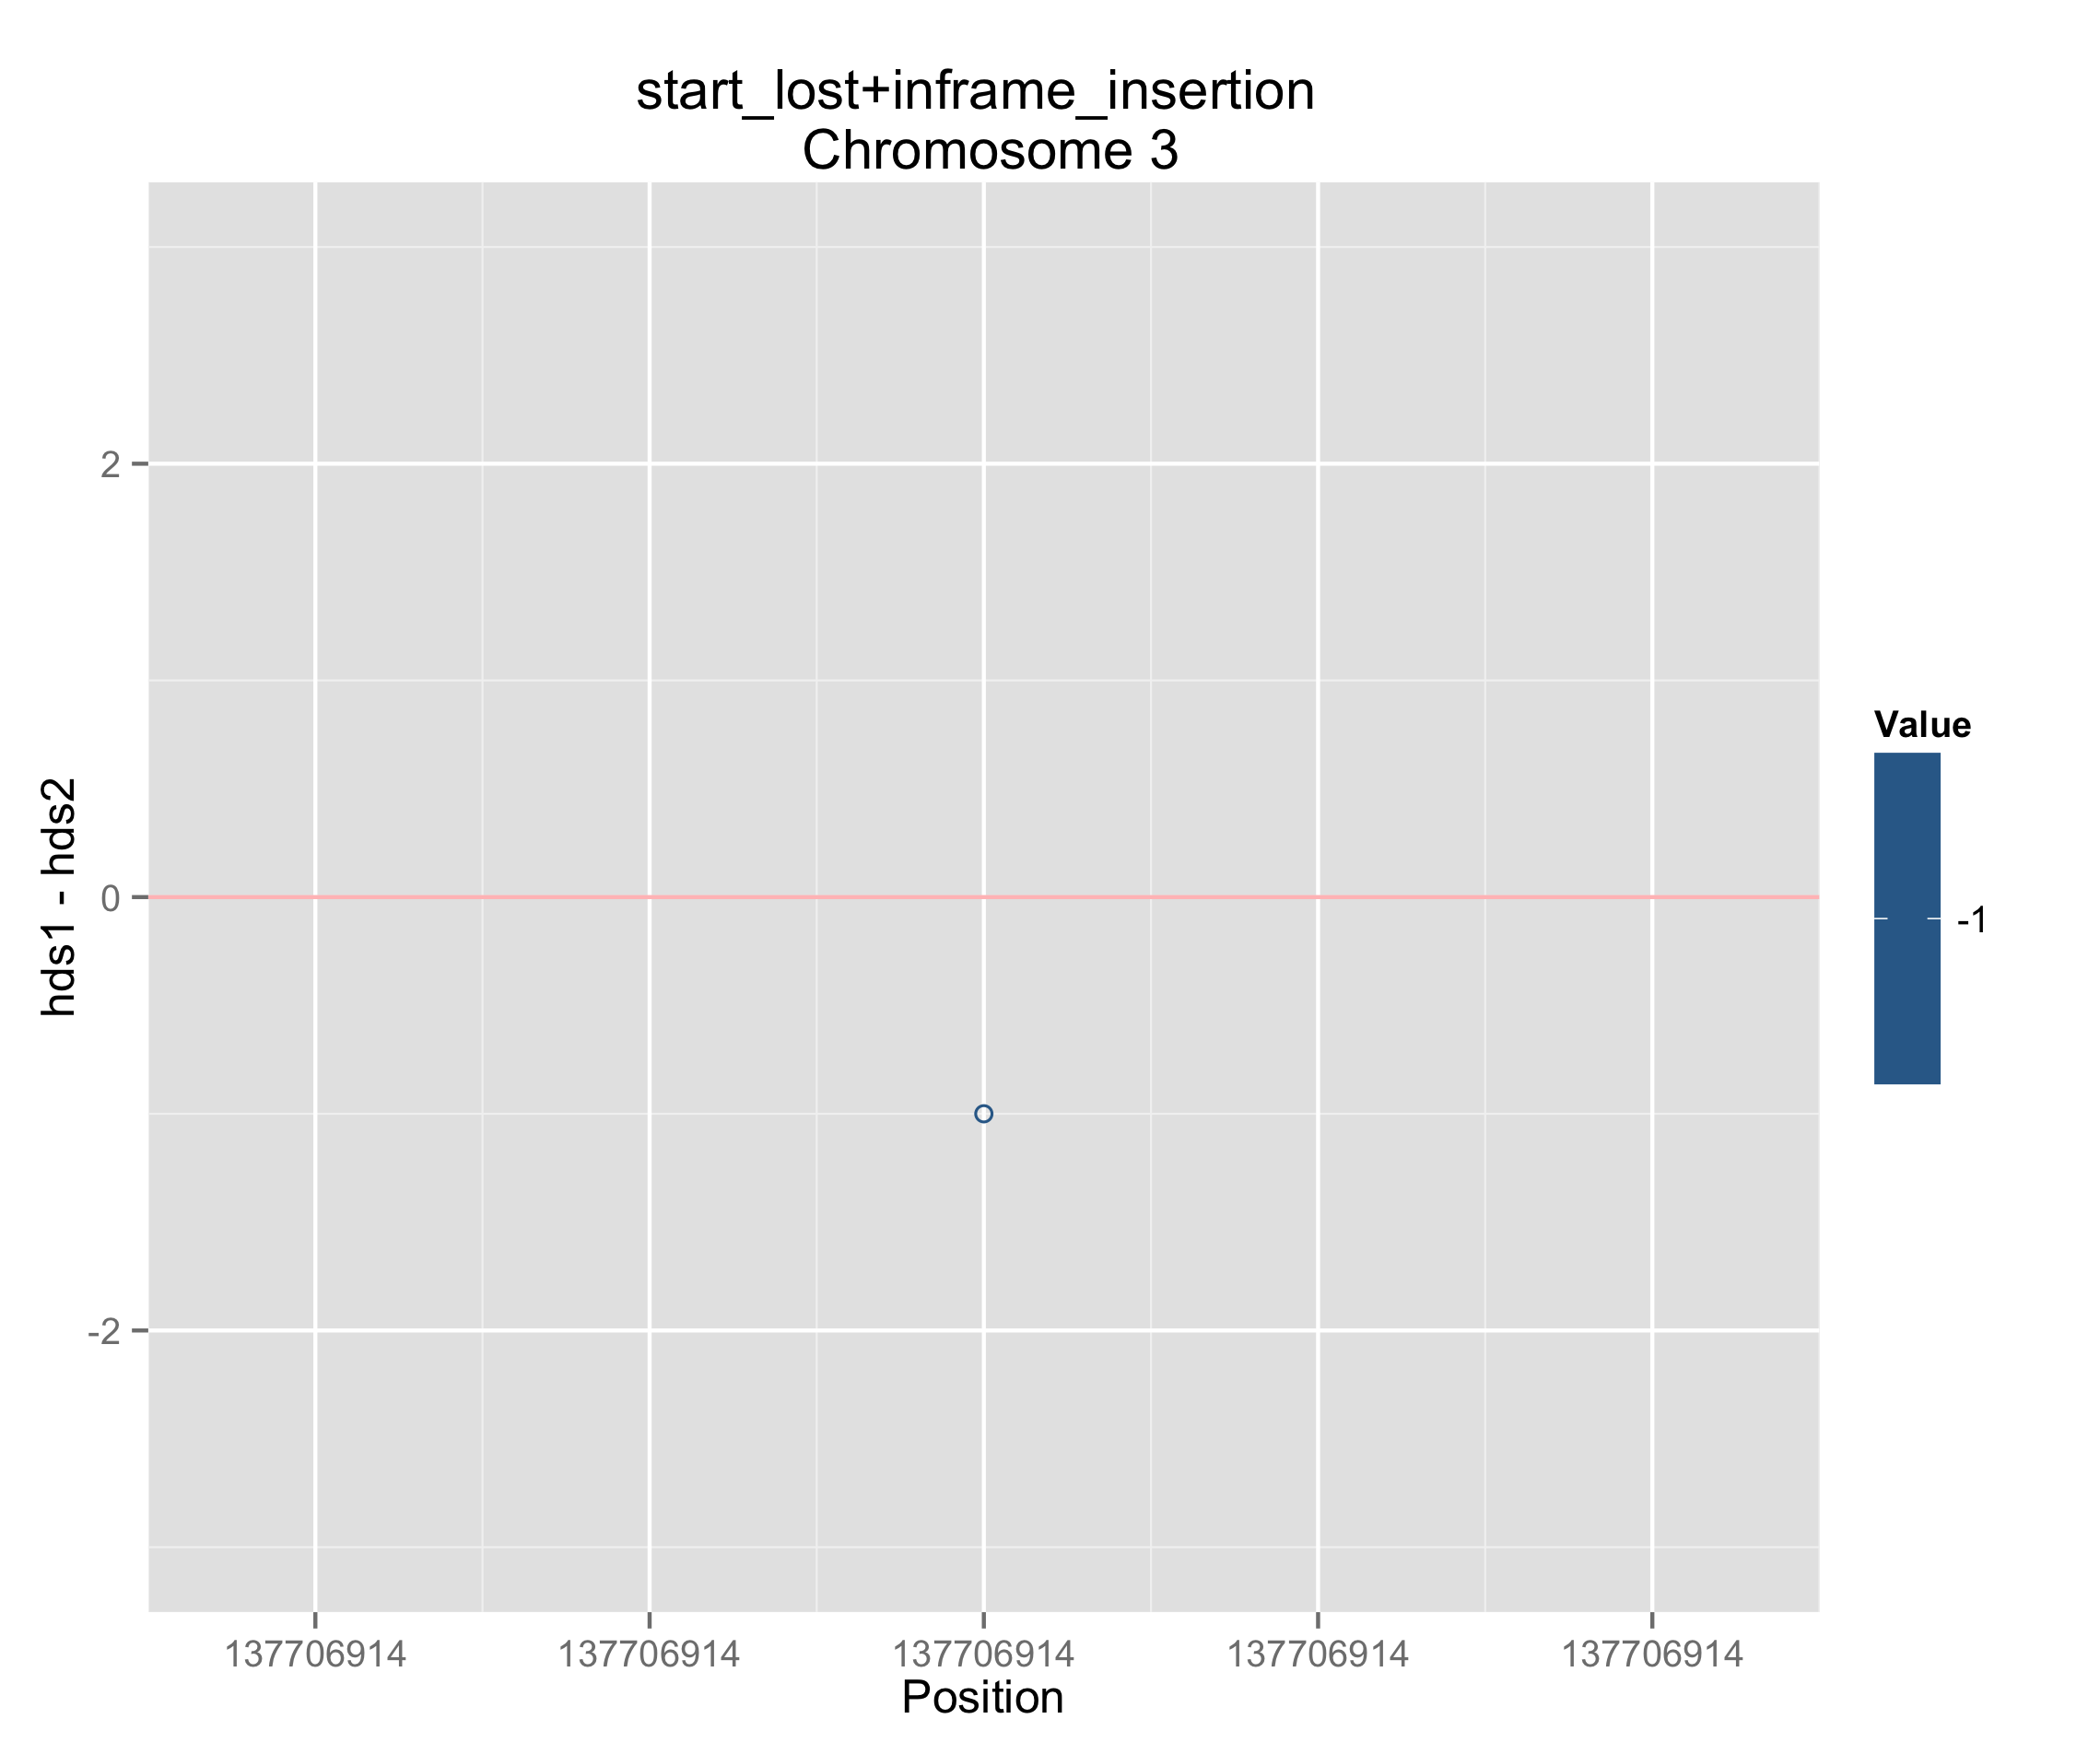 start_lost+inframe_insertion
Chromosome 3
hds1 - hds2
2
0
-2
Value
-1
137706914 137706914 137706914 137706914 137706914
Position